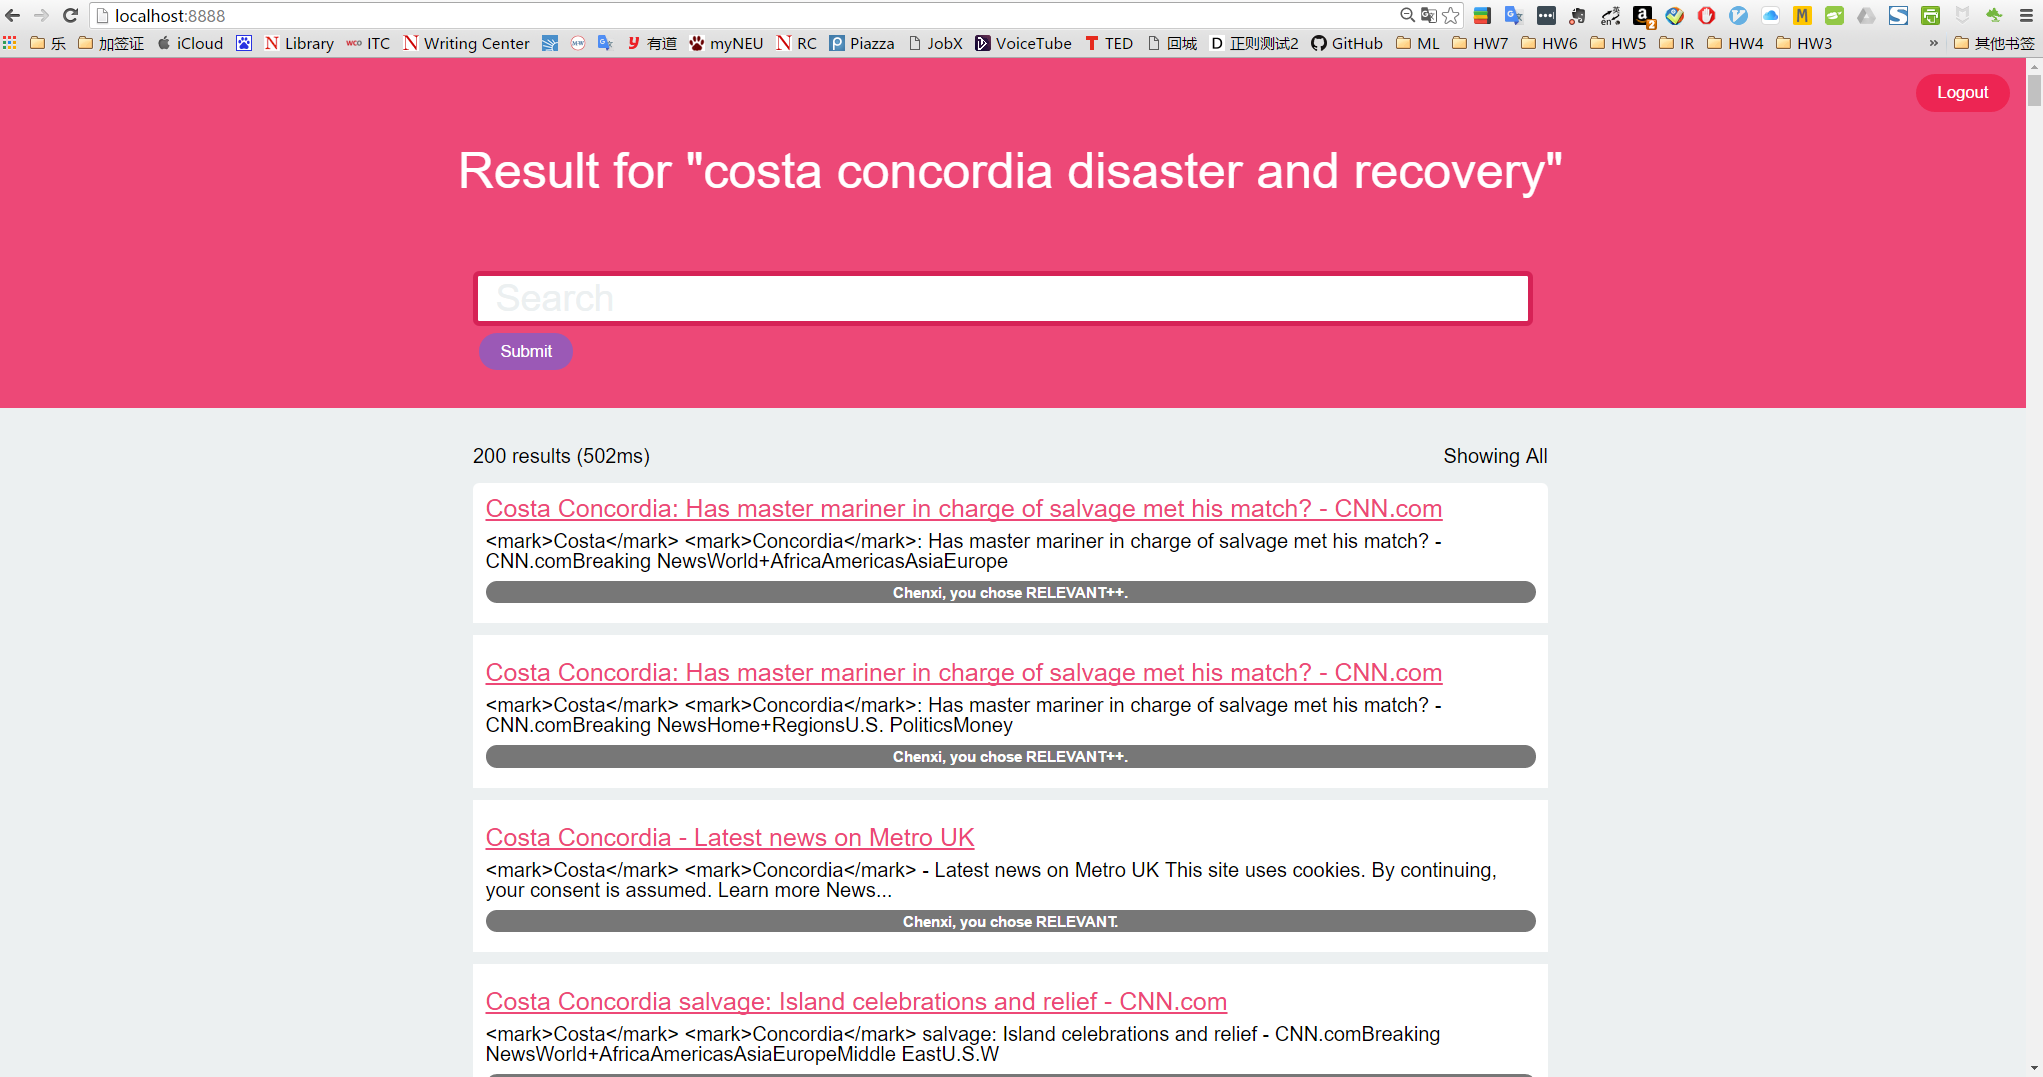 localhost:8888
乐 加签证 iCloud Library ITC Writing Center 有道 myNEU RC Piazza JobX VoiceTube TED 回城 正则测试2 GitHub ML HW7 HW6 HW5 IR HW4 HW3 » 其他书签
Logout
Result for "costa concordia disaster and recovery"
Search
Submit
200 results (502ms) Showing All
Costa Concordia: Has master mariner in charge of salvage met his match? - CNN.com
<mark>Costa</mark> <mark>Concordia</mark>: Has master mariner in charge of salvage met his match? -
CNN.comBreaking NewsWorld+AfricaAmericasAsiaEurope
Chenxi, you chose RELEVANT++.
Costa Concordia: Has master mariner in charge of salvage met his match? - CNN.com
<mark>Costa</mark> <mark>Concordia</mark>: Has master mariner in charge of salvage met his match? -
CNN.comBreaking NewsHome+RegionsU.S. PoliticsMoney
Chenxi, you chose RELEVANT++.
Costa Concordia - Latest news on Metro UK
<mark>Costa</mark> <mark>Concordia</mark> - Latest news on Metro UK This site uses cookies. By continuing,
your consent is assumed. Learn more News...
Chenxi, you chose RELEVANT.
Costa Concordia salvage: Island celebrations and relief - CNN.com
<mark>Costa</mark> <mark>Concordia</mark> salvage: Island celebrations and relief - CNN.comBreaking
NewsWorld+AfricaAmericasAsiaEuropeMiddle EastU.S.W